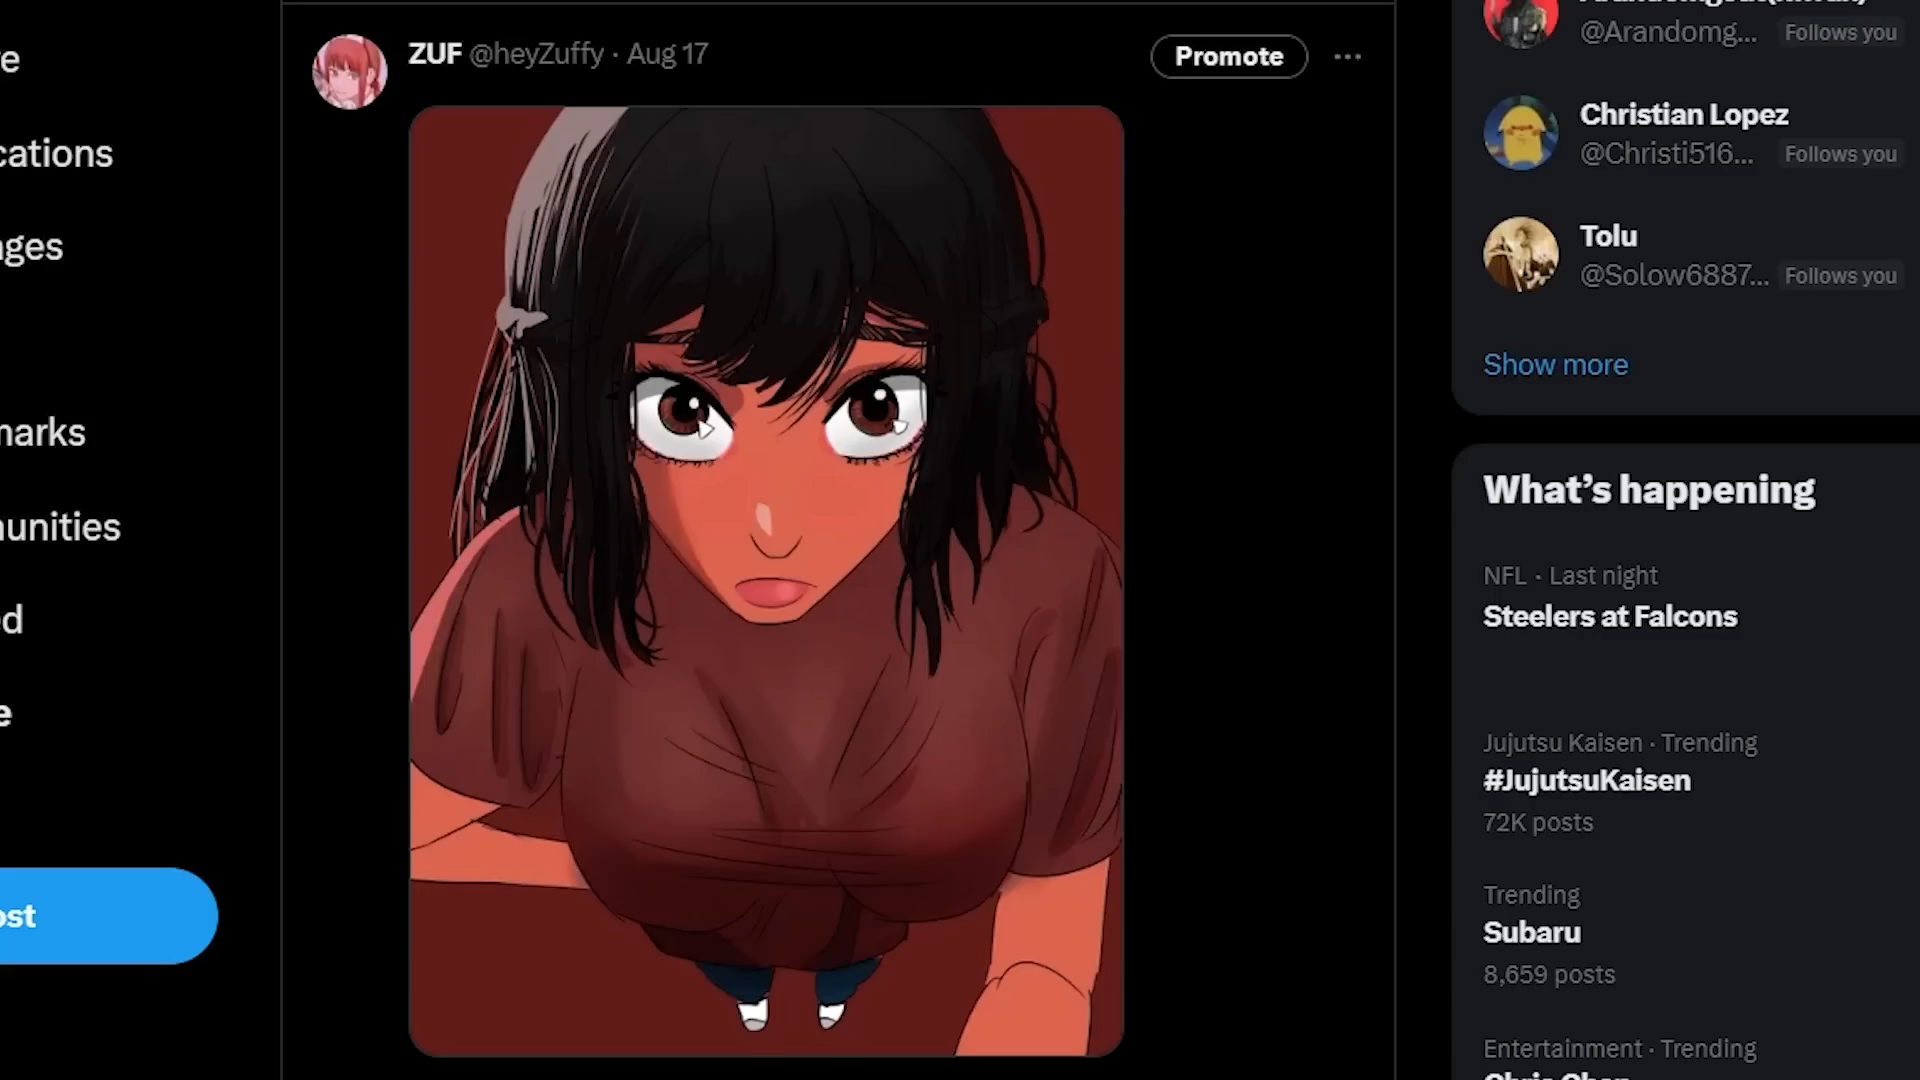 e
cations
ages
narks
unities
d
e
ost
ZUF @heyZuffy · Aug 17
Promote
@Arandomg... Follows you
Christian Lopez
@Christi516... Follows you
Tolu
@Solow6887... Follows you
Show more
What's happening
NFL · Last night
Steelers at Falcons
Jujutsu Kaisen · Trending
#JujutsuKaisen
72K posts
Trending
Subaru
8,659 posts
Entertainment · Trending